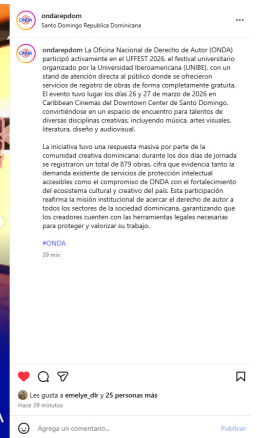 ondarepdom
Santo Domingo Republica Dominicana
ondarepdom La Oficina Nacional de Derecho de Autor (ONDA)
participó activamente en el UFFEST 2026, el festival universitario
organizado por la Universidad Iberoamericana (UNIBE), con un
stand de atención directa al público donde se ofrecieron
servicios de registro de obras de forma completamente gratuita.
El evento tuvo lugar los días 26 y 27 de marzo de 2026 en
Caribbean Cinemas del Downtown Center de Santo Domingo,
convirtiéndose en un espacio de encuentro para talentos de
diversas disciplinas creativas, incluyendo música, artes visuales,
literatura, diseño y audiovisual.
La iniciativa tuvo una respuesta masiva por parte de la
comunidad creativa dominicana: durante los dos días de jornada
se registraron un total de 879 obras, cifra que evidencia tanto la
demanda existente de servicios de protección intelectual
accesibles como el compromiso de ONDA con el fortalecimiento
del ecosistema cultural y creativo del país. Esta participación
reafirma la misión institucional de acercar el derecho de autor a
todos los sectores de la sociedad dominicana, garantizando que
los creadores cuenten con las herramientas legales necesarias
para proteger y valorizar su trabajo.
#ONDA
39 min
Les gusta a emelye_dlr y 25 personas más
Hace 39 minutos
Agrega un comentario...
Publicar